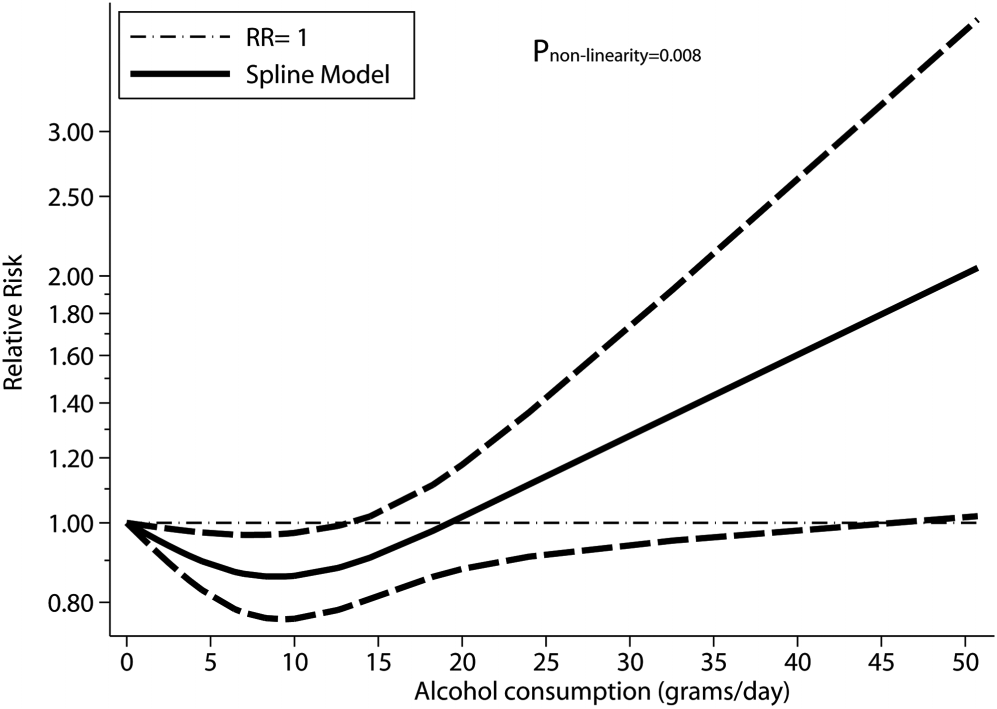 RR= 1
Spline Model
Pnon-linearity=0.008
Relative Risk
3.00
2.50
2.00
1.80
1.60
1.40
1.20
1.00
0.80
0 5 10 15 20 25 30 35 40 45 50
Alcohol consumption (grams/day)